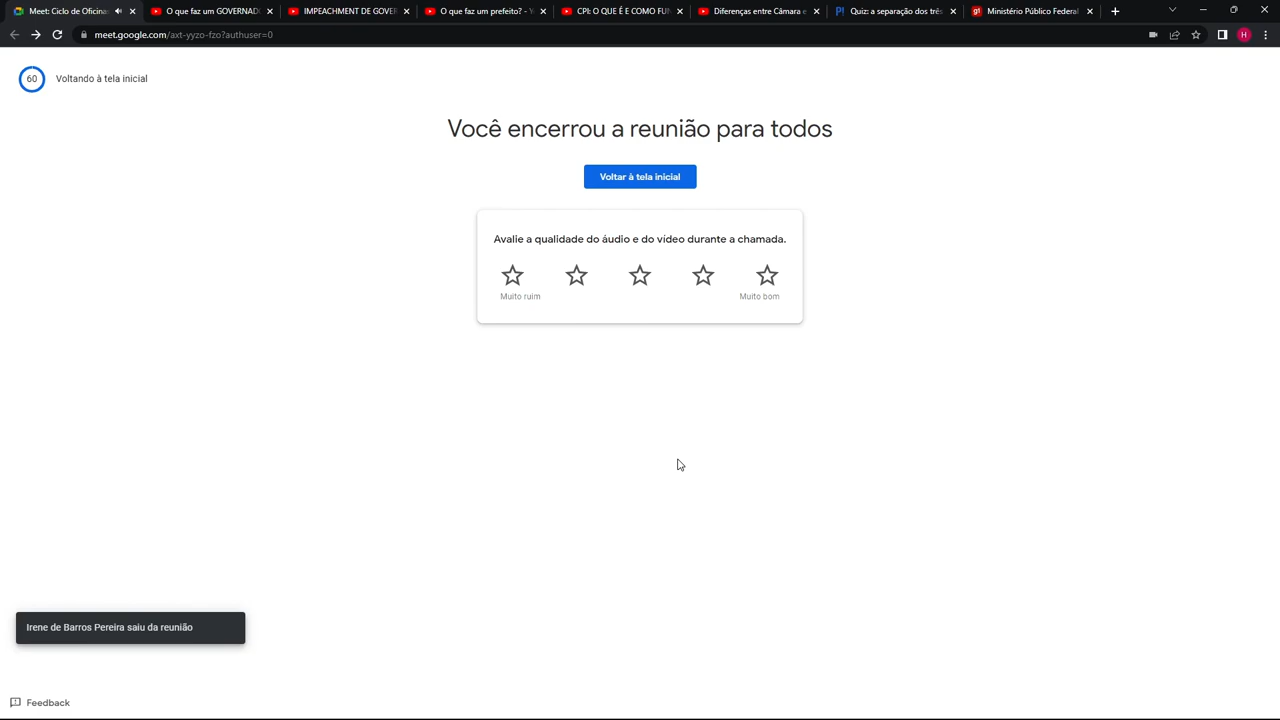 Meet: Ciclo de Oficina
O que faz um GOVERNADO
IMPEACHMENT DE GOVER
O que faz um prefeito? - Y
CPI: O QUE É E COMO FUN
Diferenças entre Câmara e
Quiz: a separação dos três
Ministério Público Federal
meet.google.com/axt-yyzo-fzo?authuser=0
H
60
Voltando à tela inicial
Você encerrou a reunião para todos
Voltar à tela inicial
Avalie a qualidade do áudio e do vídeo durante a chamada.
Muito ruim
Muito bom
Irene de Barros Pereira saiu da reunião
Feedback